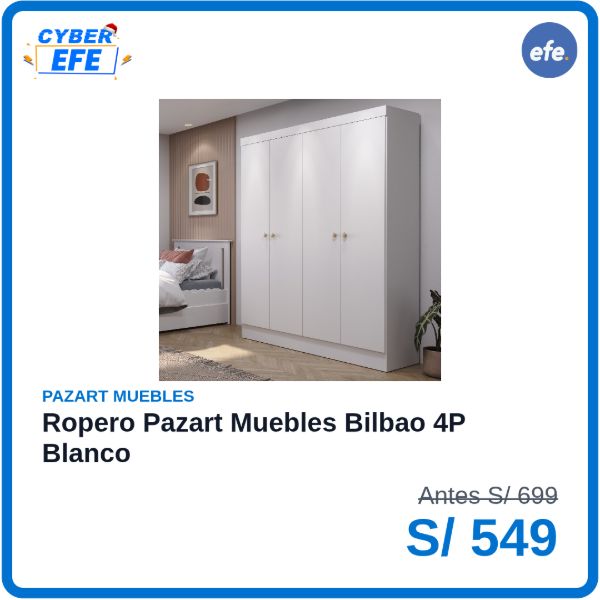 CYBER
EFE
efe.
PAZART MUEBLES
Ropero Pazart Muebles Bilbao 4P
Blanco
Antes S/ 699
S/ 549